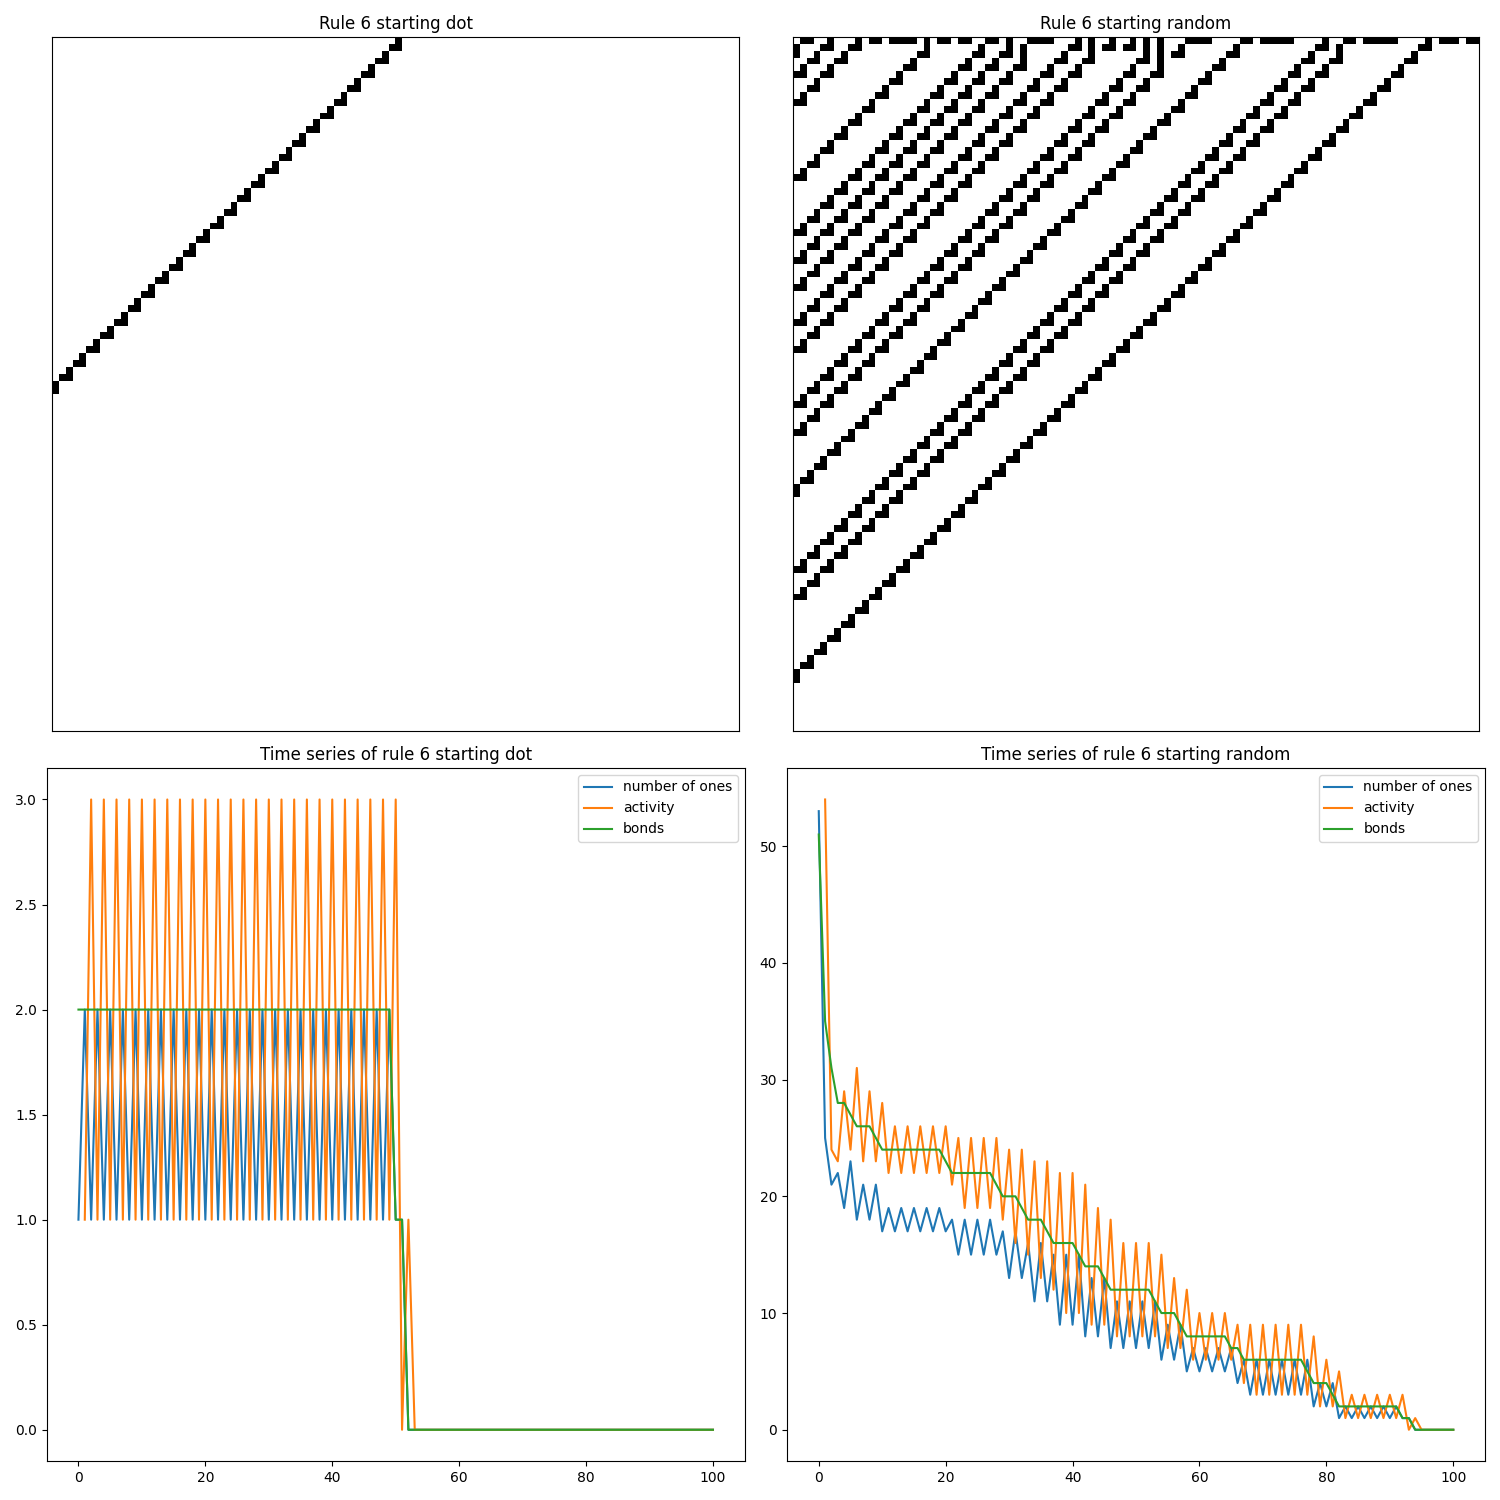 Rule 6 starting dot
Rule 6 starting random
Time series of rule 6 starting dot
3.0
2.5
2.0
1.5
1.0
0.5
0.0
number of ones
activity
bonds
0 20 40 60 80 100
Time series of rule 6 starting random
50
40
30
20
10
0
number of ones
activity
bonds
0 20 40 60 80 100